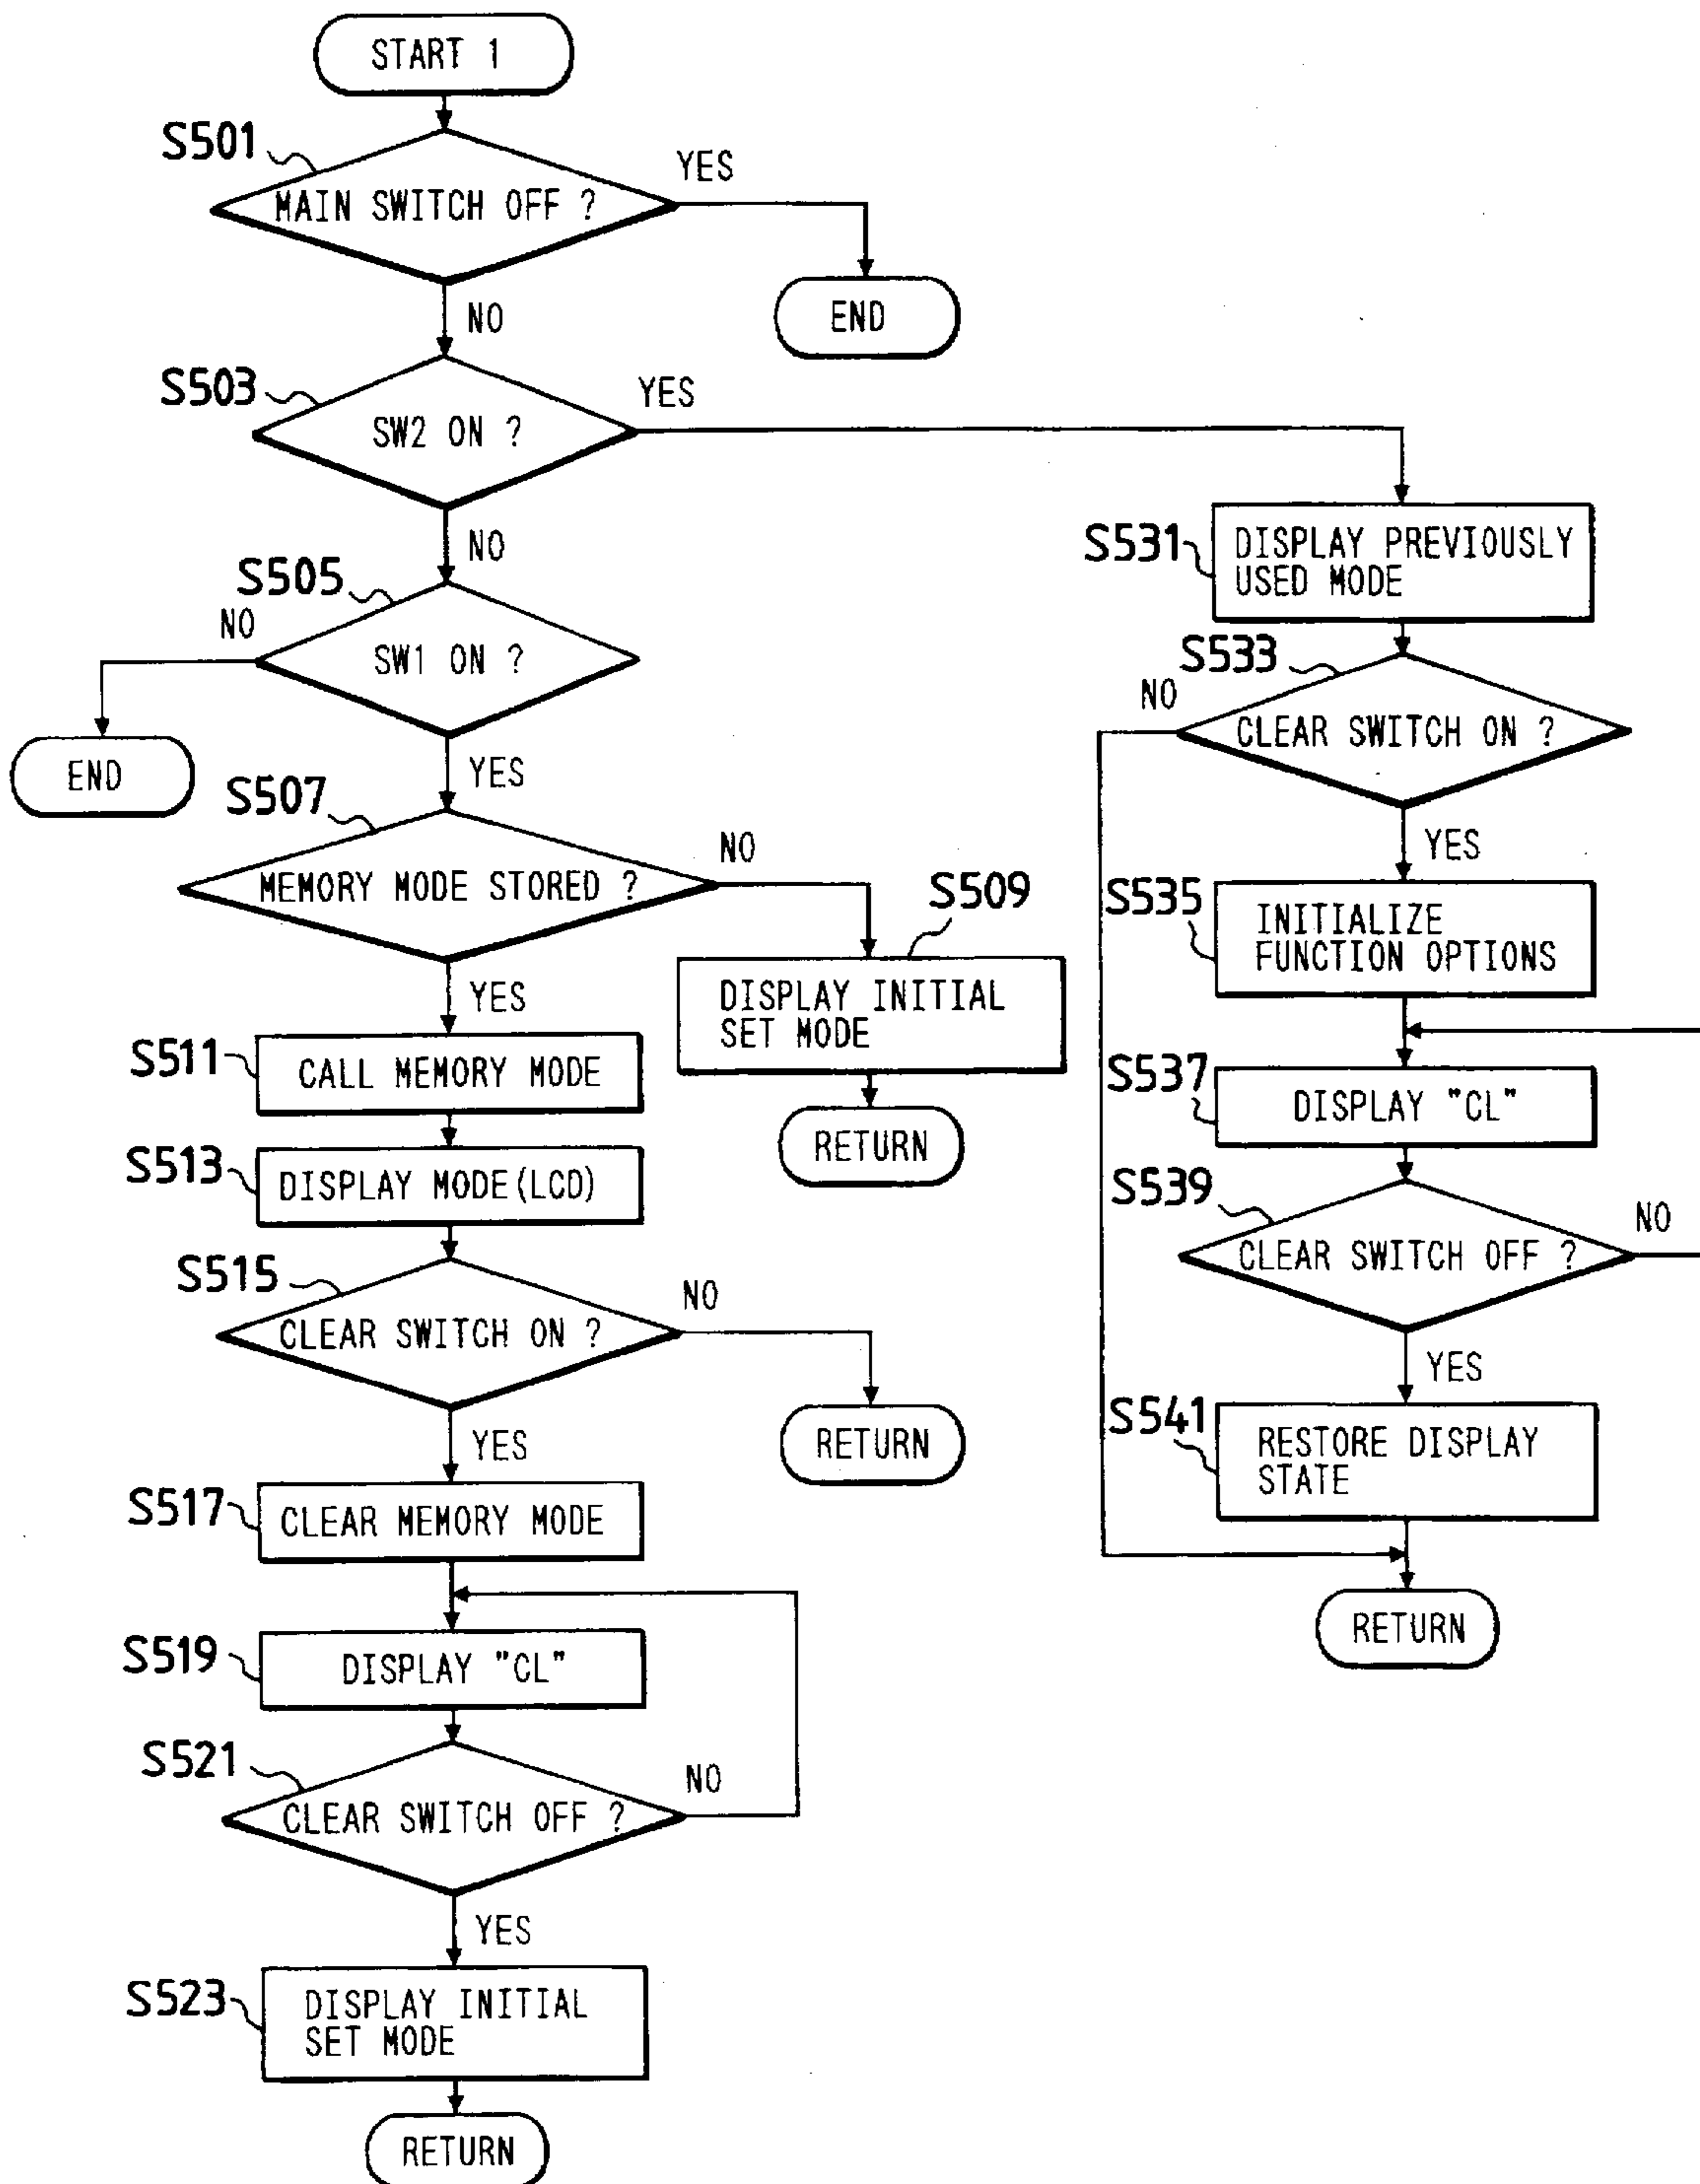 START 1
S501
MAIN SWITCH OFF ?
YES
END
NO
S503
SW2 ON ?
YES
NO
S505
NO
SW1 ON ?
END
YES
S507
MEMORY MODE STORED ?
NO
S509
DISPLAY INITIAL
SET MODE
RETURN
YES
S511
CALL MEMORY MODE
S513
DISPLAY MODE(LCD)
S515
CLEAR SWITCH ON ?
NO
RETURN
YES
S517
CLEAR MEMORY MODE
S519
DISPLAY "CL"
S521
CLEAR SWITCH OFF ?
NO
YES
S523
DISPLAY INITIAL
SET MODE
RETURN
S531
DISPLAY PREVIOUSLY
USED MODE
S533
NO
CLEAR SWITCH ON ?
YES
S535
INITIALIZE
FUNCTION OPTIONS
S537
DISPLAY "CL"
S539
CLEAR SWITCH OFF ?
NO
YES
S541
RESTORE DISPLAY
STATE
RETURN